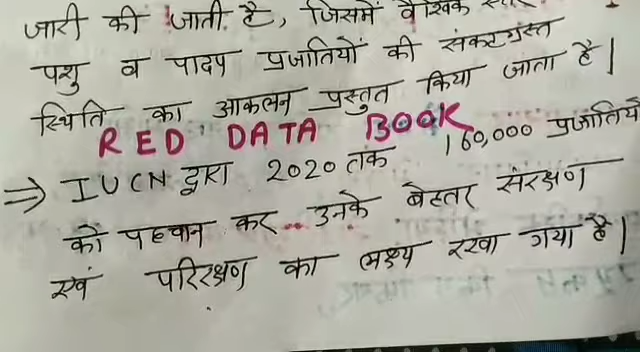 जारी की जाती है, जिसमें वैश्विक स्तर
पशु व पादप प्रजातियों की संकटग्रस्त
स्थिति का आकलन प्रस्तुत किया जाता है|
RED DATA BOOK
⇒ IUCN द्वारा 2020 तक 160,000 प्रजातियों
को पहचान कर उनके बेहतर संरक्षण
एवं परिरक्षण का लक्ष्य रखा गया है|